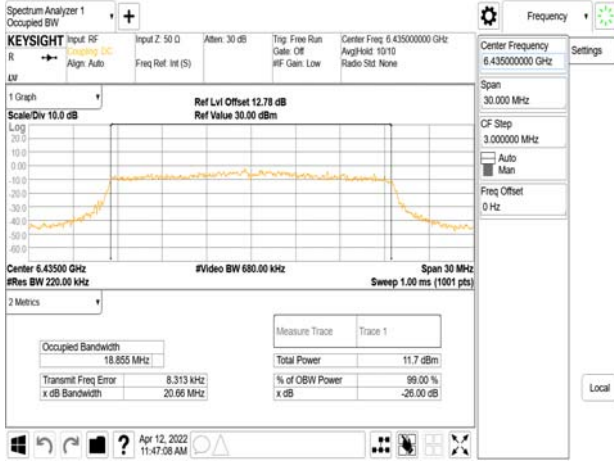 Spectrum Analyzer 1
Occupied BW
Frequency
KEYSIGHT
R
Input: RF
Coupling: DC
Align: Auto
Input Z: 50 Ω
Freq Ref: Int (S)
Atten: 30 dB
Trig: Free Run
Gate: Off
#IF Gain: Low
Center Freq: 6.435000000 GHz
Avg|Hold: 10/10
Radio Std: None
Center Frequency
6.435000000 GHz
Settings
Span
30.000 MHz
CF Step
3.000000 MHz
Auto
Man
Freq Offset
0 Hz
1 Graph
Scale/Div 10.0 dB
Ref Lvl Offset 12.78 dB
Ref Value 30.00 dBm
Log
20.0
10.0
0.00
-10.0
-20.0
-30.0
-40.0
-50.0
-60.0
Center 6.43500 GHz
#Res BW 220.00 kHz
#Video BW 680.00 kHz
Span 30 MHz
Sweep 1.00 ms (1001 pts)
2 Metrics
Measure Trace
Trace 1
Occupied Bandwidth
18.855 MHz
Total Power
11.7 dBm
Transmit Freq Error
8.313 kHz
% of OBW Power
99.00 %
x dB Bandwidth
20.66 MHz
x dB
-26.00 dB
Local
?
Apr 12, 2022
11:47:08 AM